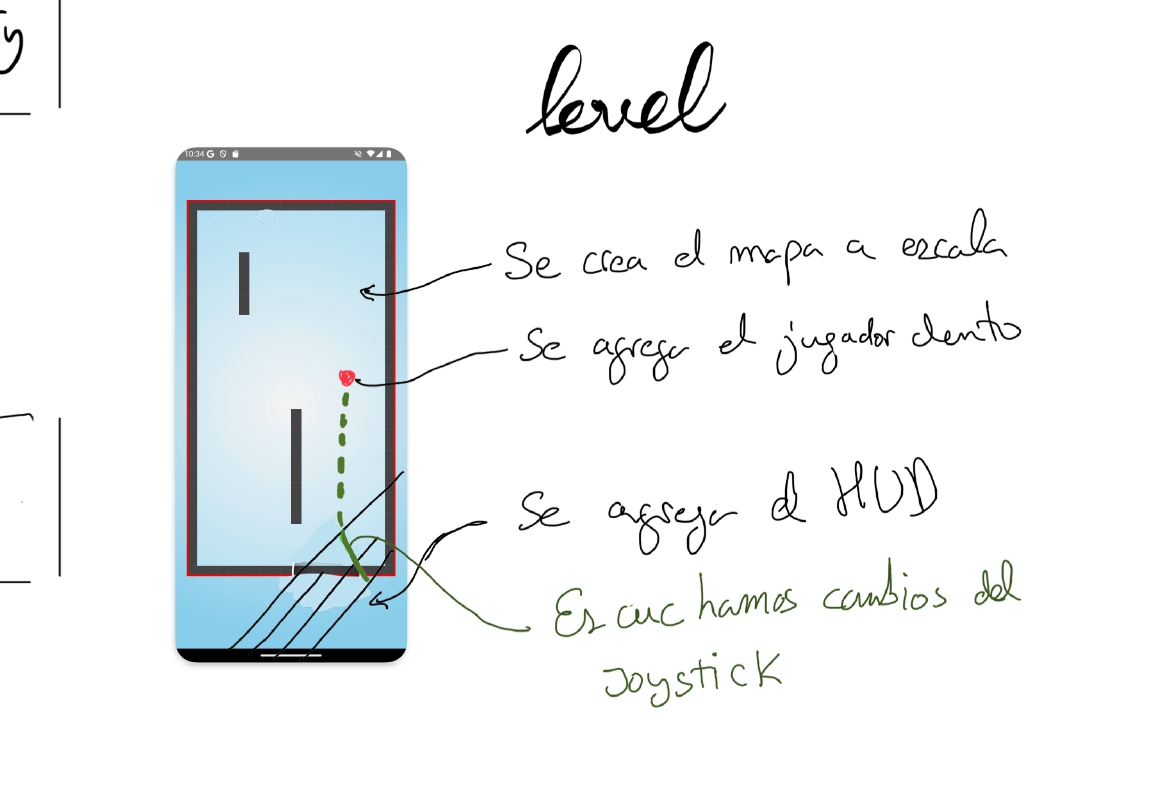 y
level
10:34 G
Se crea el mapa a escala
Se agrega el jugador dento
Se agrega el HUD
Escuchamos cambios del
Joystick